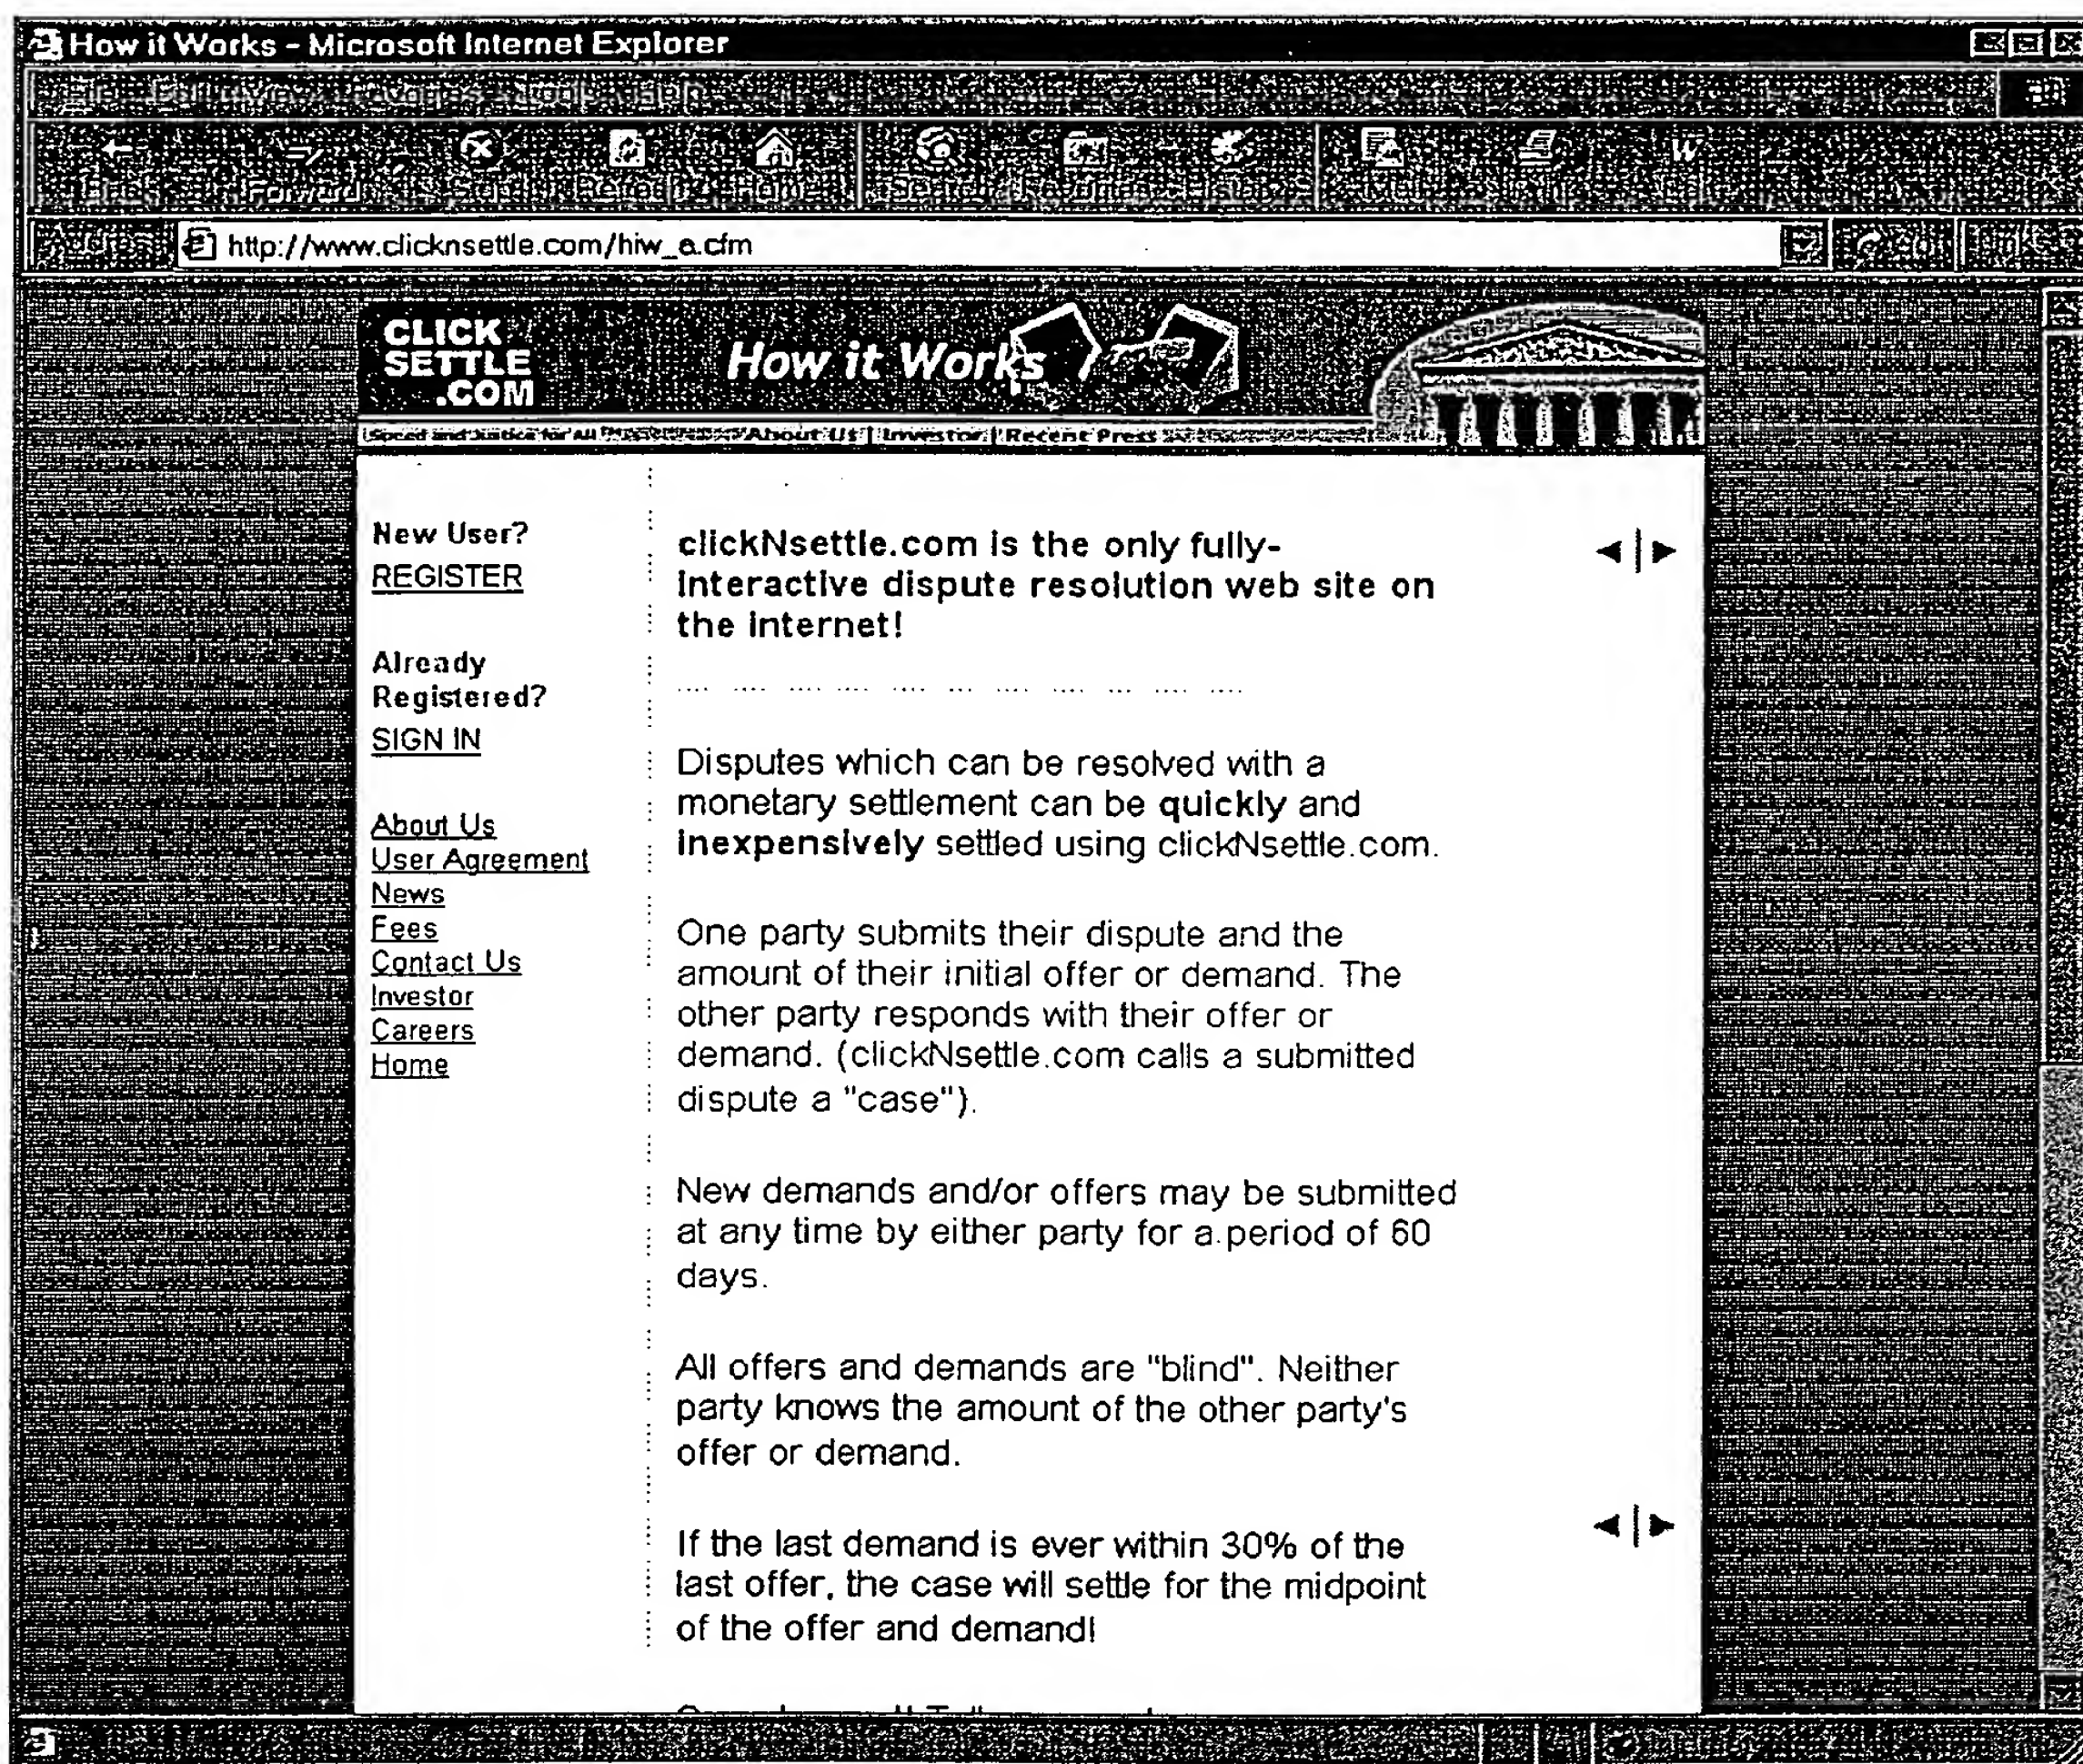 How it Works - Microsoft Internet Explorer
Forward
http://www.clicknsettle.com/hiw_a.cfm
CLICK
SETTLE
.COM
How it Works
Speed and Justice for All About Us | Investor | Recent Press
New User?
REGISTER
Already
Registered?
SIGN IN
About Us
User Agreement
News
Fees
Contact Us
Investor
Careers
Home
clickNsettle.com is the only fully-
interactive dispute resolution web site on
the internet!
Disputes which can be resolved with a
monetary settlement can be quickly and
inexpensively settled using clickNsettle.com.
One party submits their dispute and the
amount of their initial offer or demand. The
other party responds with their offer or
demand. (clickNsettle.com calls a submitted
dispute a "case").
New demands and/or offers may be submitted
at any time by either party for a period of 60
days.
All offers and demands are "blind". Neither
party knows the amount of the other party's
offer or demand.
If the last demand is ever within 30% of the
last offer, the case will settle for the midpoint
of the offer and demand!